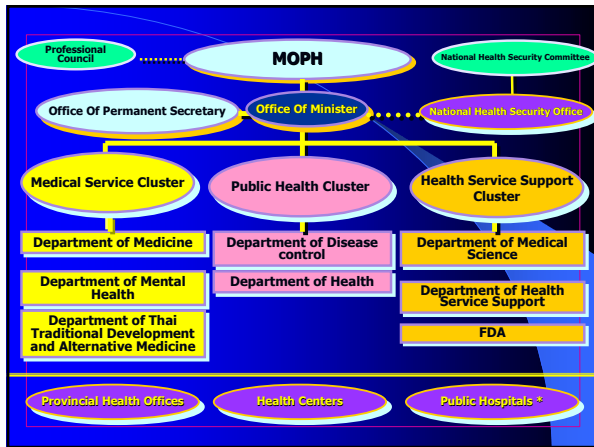 Professional
Council
MOPH
National Health Security Committee
Office Of Permanent Secretary
Office Of Minister
National Health Security Office
Medical Service Cluster
Public Health Cluster
Health Service Support
Cluster
Department of Medicine
Department of Mental
Health
Department of Thai
Traditional Development
and Alternative Medicine
Department of Disease
control
Department of Health
Department of Medical
Science
Department of Health
Service Support
FDA
Provincial Health Offices
Health Centers
Public Hospitals *